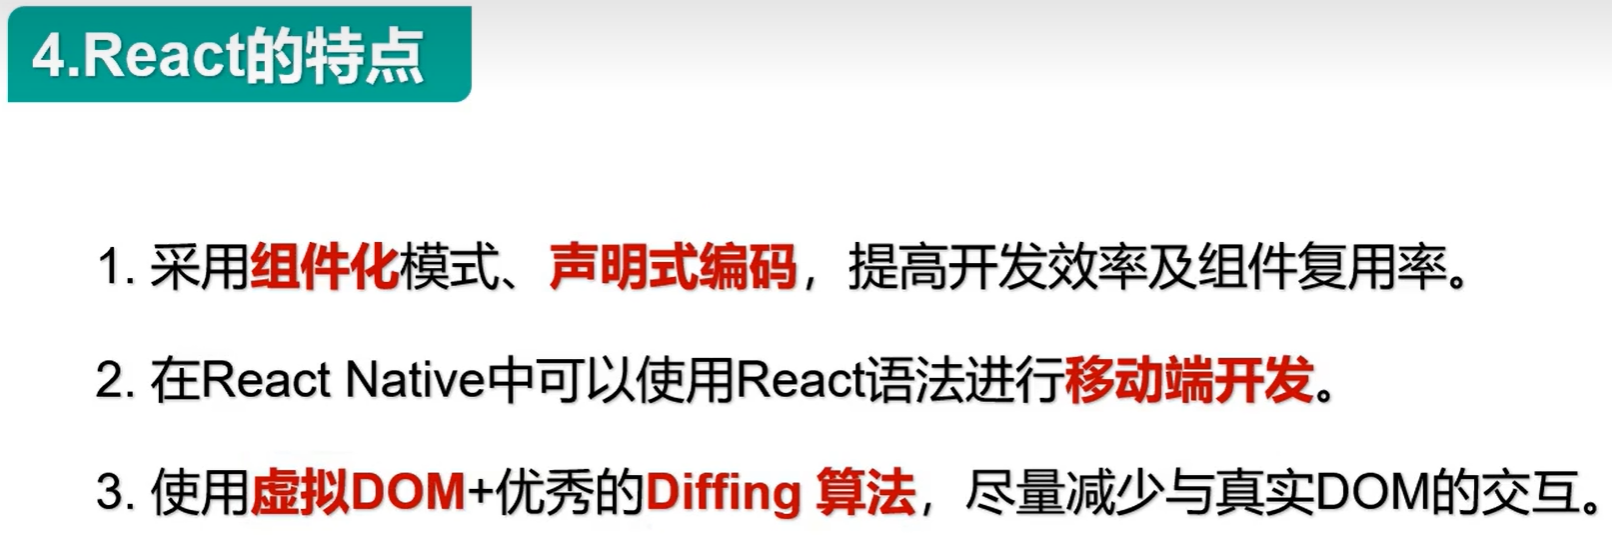 4.React的特点
1. 采用组件化模式、声明式编码，提高开发效率及组件复用率。
2. 在React Native中可以使用React语法进行移动端开发。
3. 使用虚拟DOM+优秀的Diffing 算法，尽量减少与真实DOM的交互。